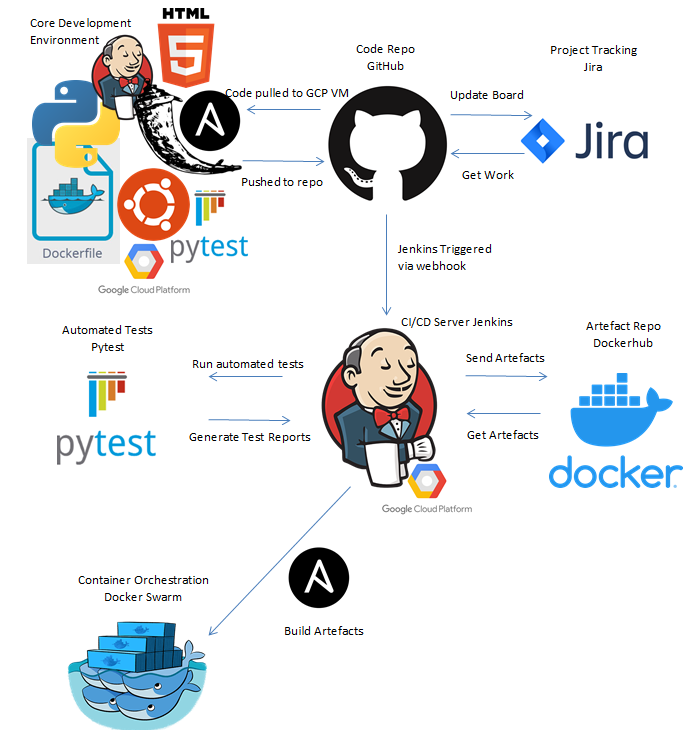 HTML
5
Core Development
Environment
Code Repo
GitHub
Project Tracking
Jira
Code pulled to GCP VM
Update Board
Jira
Get Work
Pushed to repo
Dockerfile
pytest
Google Cloud Platform
Jenkins Triggered
via webhook
CI/CD Server Jenkins
Automated Tests
Pytest
Artefact Repo
Dockerhub
Run automated tests
Send Artefacts
pytest
Generate Test Reports
Get Artefacts
docker
Google Cloud Platform
Container Orchestration
Docker Swarm
Build Artefacts